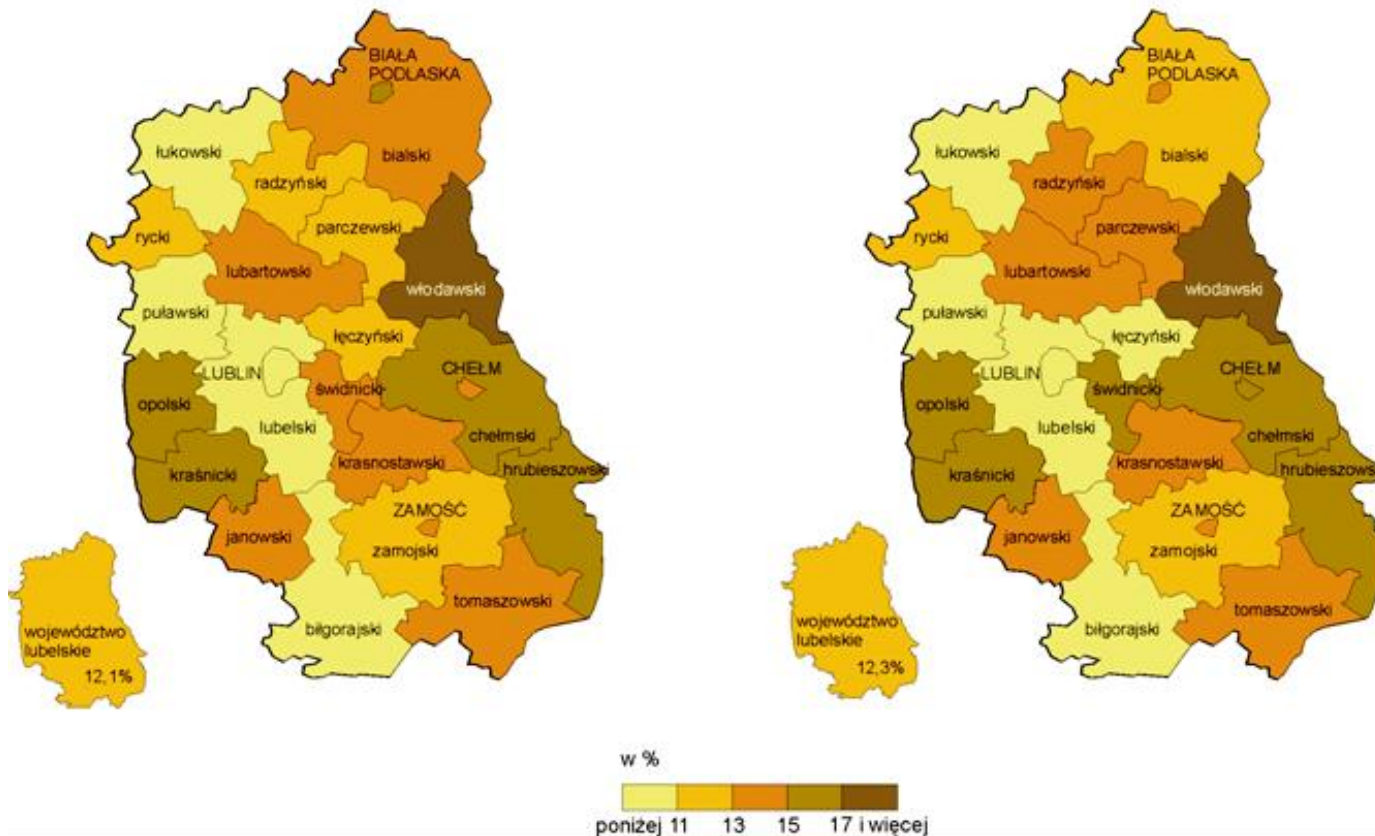 BIAŁA
PODLASKA
łukowski
bialski
radzyński
parczewski
rycki
lubartowski
włodawski
puławski
łęczyński
LUBLIN
świdnicki
CHEŁM
opolski
lubelski
chełmski
kraśnicki
krasnostawski
hrubieszowski
ZAMOŚĆ
janowski
zamojski
tomaszowski
biłgorajski
województwo
lubelskie
12,1%
BIAŁA
PODLASKA
łukowski
bialski
radzyński
parczewski
rycki
lubartowski
włodawski
puławski
łęczyński
LUBLIN
świdnicki
CHEŁM
opolski
lubelski
chełmski
kraśnicki
krasnostawski
hrubieszows
ZAMOŚĆ
janowski
zamojski
tomaszowski
biłgorajski
województwo
lubelskie
12,3%
w %
poniżej 11 13 15 17 i więcej